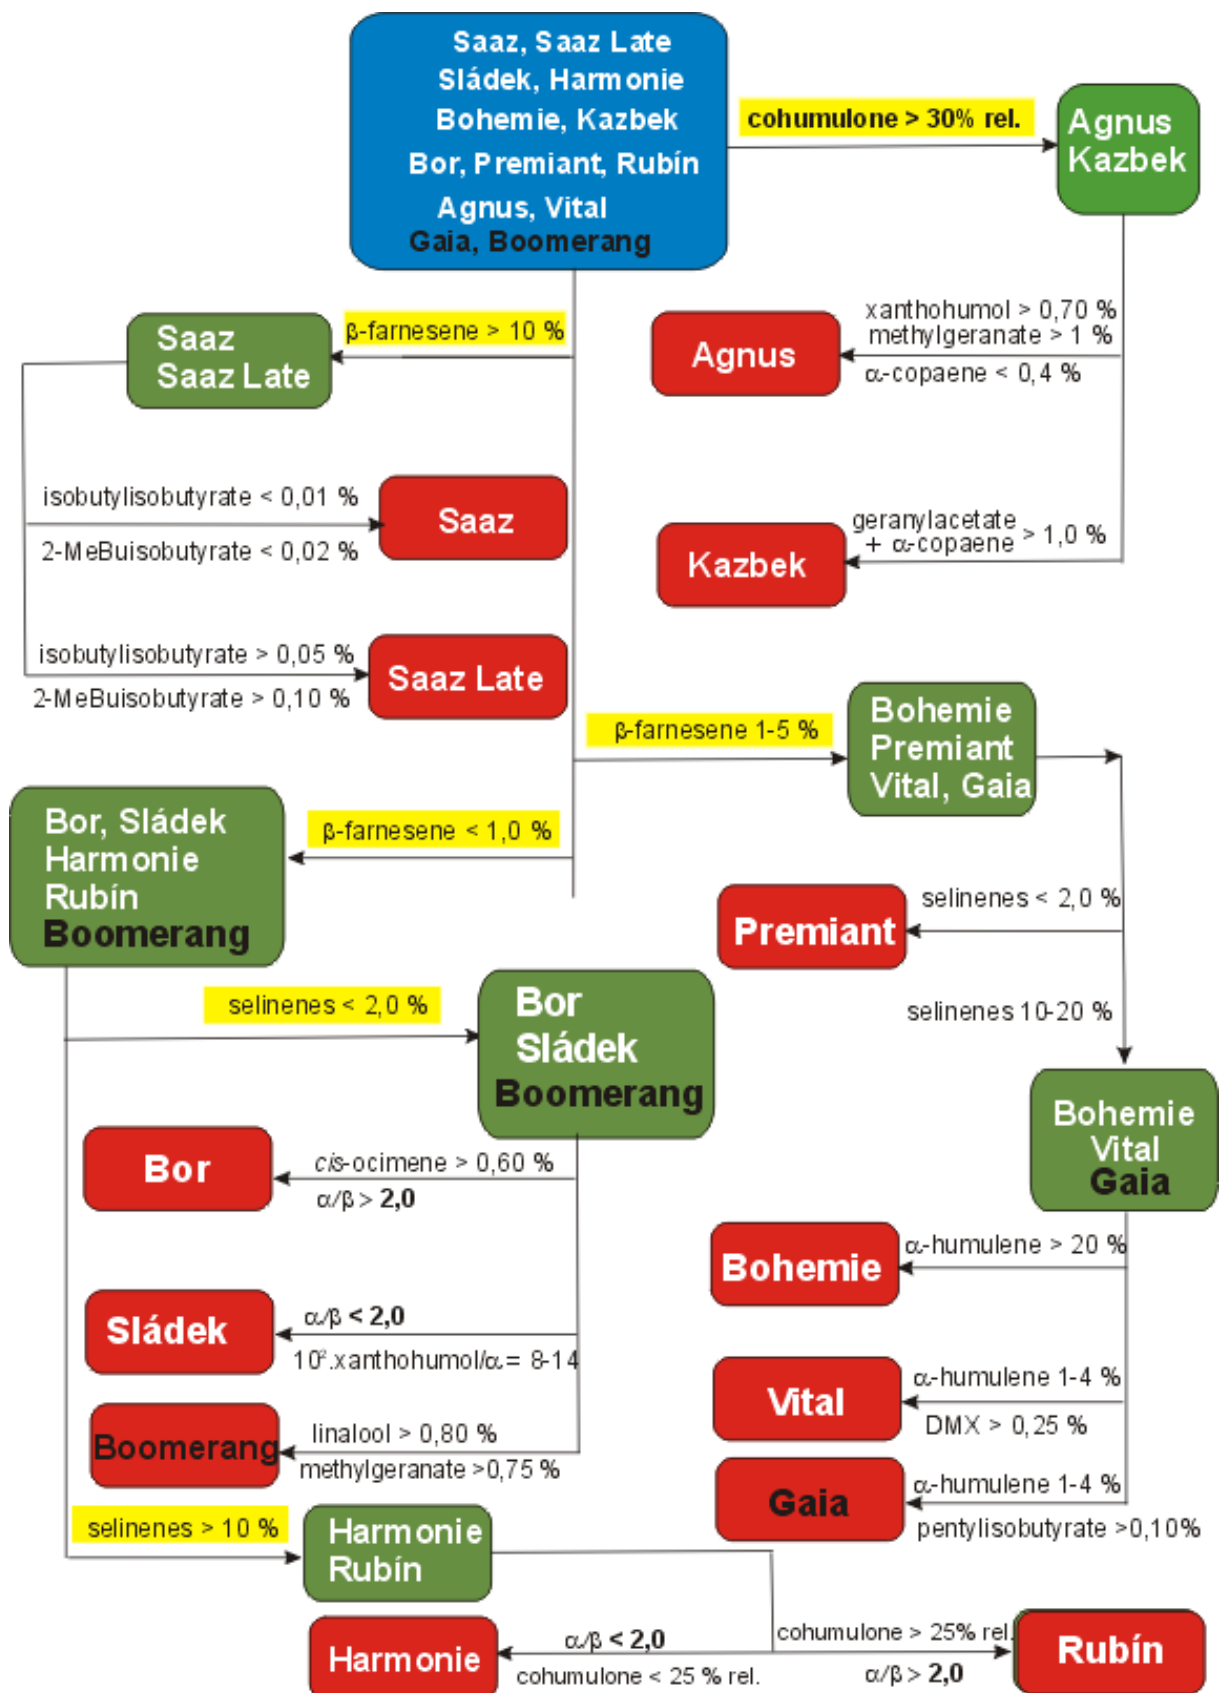 Saaz, Saaz Late
Sládek, Harmonie
Bohemie, Kazbek
Bor, Premiant, Rubín
Agnus, Vital
Gaia, Boomerang
cohumulone > 30% rel.
Agnus
Kazbek
β-farnesene > 10 %
Saaz
Saaz Late
xanthohumol > 0,70 %
methylgeranate > 1 %
α-copaene < 0,4 %
Agnus
isobutylisobutyrate < 0,01 %
2-MeBuisobutyrate < 0,02 %
Saaz
geranylacetate
+ α-copaene > 1,0 %
Kazbek
isobutylisobutyrate > 0,05 %
2-MeBuisobutyrate > 0,10 %
Saaz Late
β-farnesene 1-5 %
Bohemie
Premiant
Vital, Gaia
β-farnesene < 1,0 %
Bor, Sládek
Harmonie
Rubín
Boomerang
selinenes < 2,0 %
Premiant
selinenes 10-20 %
selinenes < 2,0 %
Bor
Sládek
Boomerang
Bohemie
Vital
Gaia
Bor
cis-ocimene > 0,60 %
α/β > 2,0
α-humulene > 20 %
Bohemie
Sládek
α/β < 2,0
10².xanthohumol/α = 8-14
α-humulene 1-4 %
Vital
DMX > 0,25 %
Boomerang
linalool > 0,80 %
methylgeranate >0,75 %
α-humulene 1-4 %
Gaia
pentylisobutyrate >0,10%
selinenes > 10 %
Harmonie
Rubín
Harmonie
α/β < 2,0
cohumulone < 25 % rel.
cohumulone > 25% rel.
α/β > 2,0
Rubín